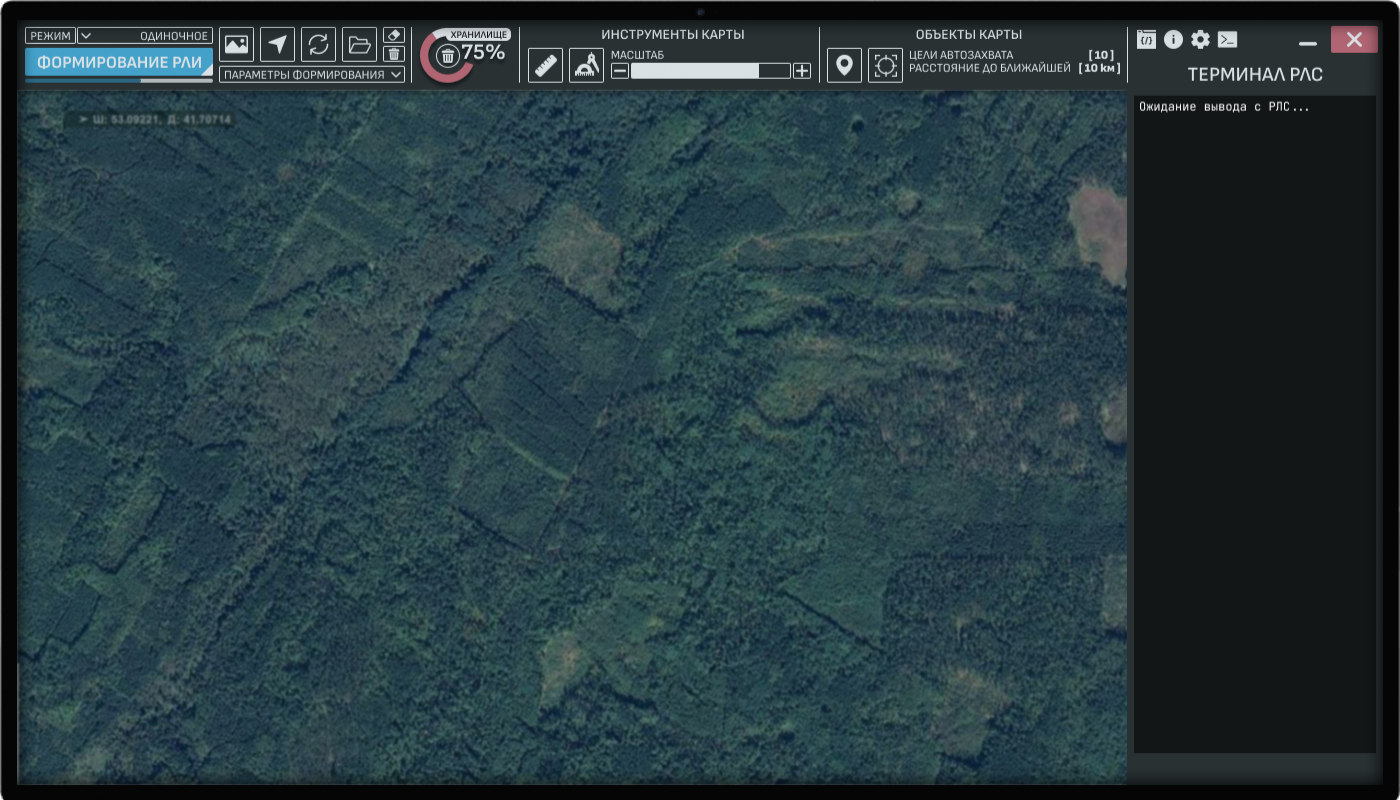 РЕЖИМ
ОДИНОЧНОЕ
ФОРМИРОВАНИЕ РЛИ
ПАРАМЕТРЫ ФОРМИРОВАНИЯ
ХРАНИЛИЩЕ
75%
ИНСТРУМЕНТЫ КАРТЫ
МАСШТАБ
ОБЪЕКТЫ КАРТЫ
ЦЕЛИ АВТОЗАХВАТА [10]
РАССТОЯНИЕ ДО БЛИЖАЙШЕЙ [10 км]
ТЕРМИНАЛ РЛС
Ожидание вывода с РЛС...
➤ Ш: 53.09221, Д: 41.70714